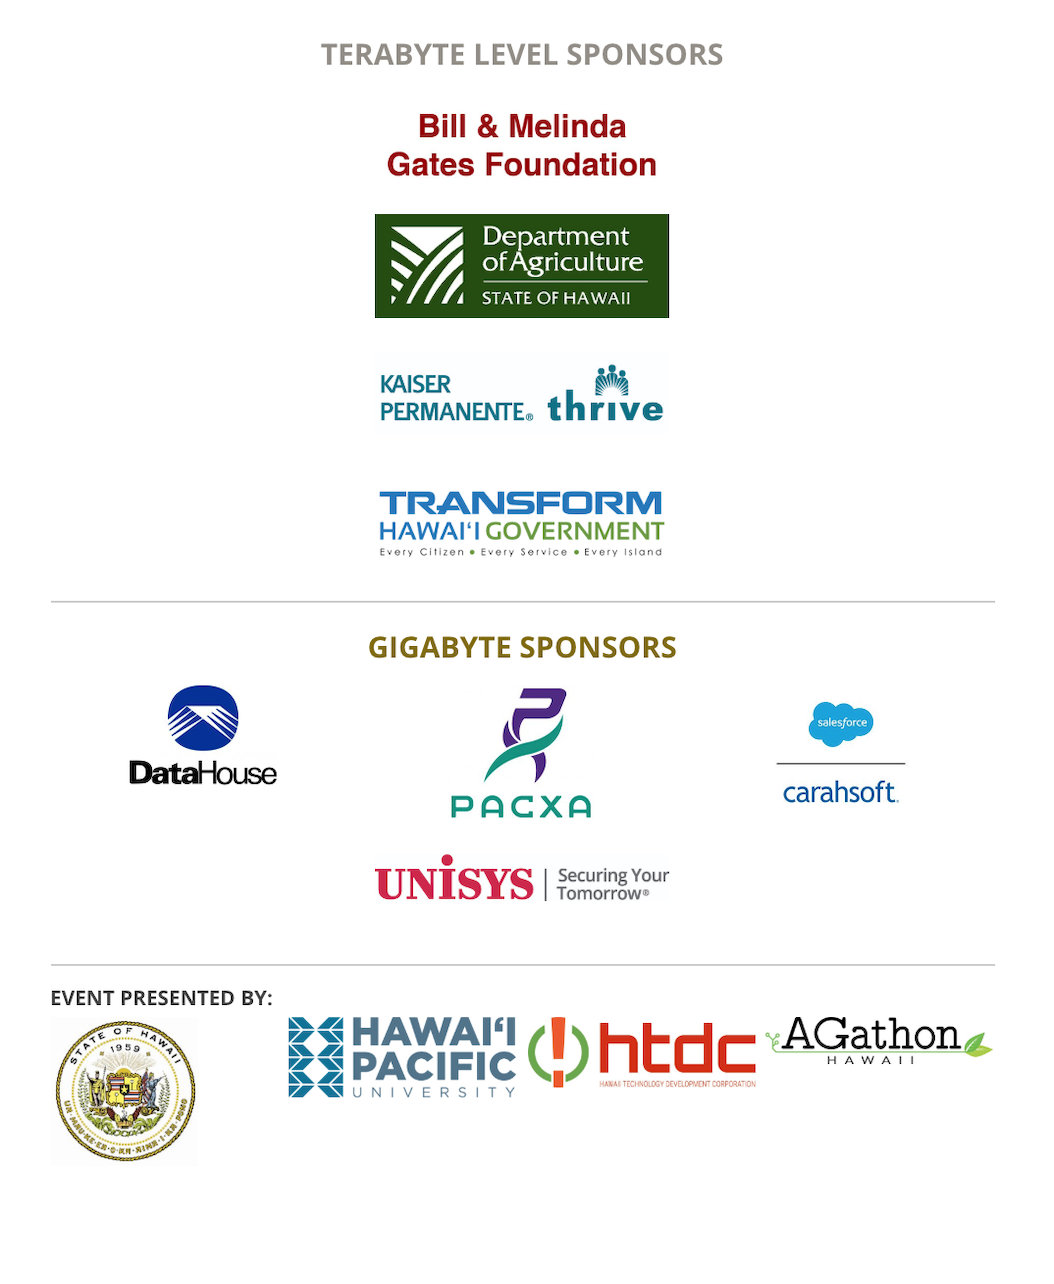 TERABYTE LEVEL SPONSORS
Bill & Melinda
Gates Foundation
Department
of Agriculture
STATE OF HAWAII
KAISER
PERMANENTE® thrive
TRANSFORM
HAWAI‘I GOVERNMENT
Every Citizen • Every Service • Every Island
GIGABYTE SPONSORS
DataHouse
PACXA
salesforce
carahsoft.
UNISYS | Securing Your
Tomorrow®
EVENT PRESENTED BY:
STATE OF HAWAII
1959
HAWAI‘I
PACIFIC
UNIVERSITY
htdc
HAWAII TECHNOLOGY DEVELOPMENT CORPORATION
AGathon
HAWAII